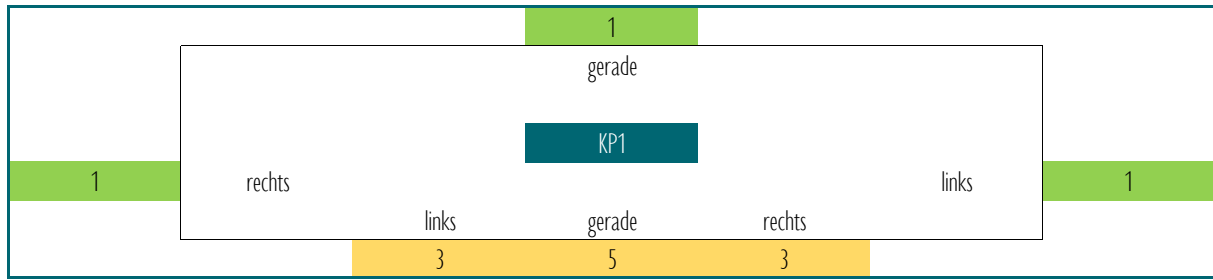 1
gerade
KP1
1 rechts links 1
links gerade rechts
3 5 3